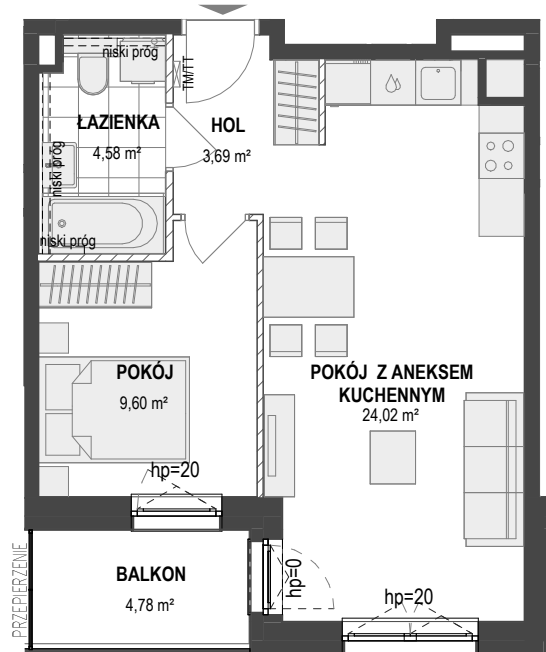 niski próg
TM/TT
ŁAZIENKA
4,58 m²
HOL
3,69 m²
niski próg
niski próg
POKÓJ
9,60 m²
POKÓJ Z ANEKSEM
KUCHENNYM
24,02 m²
hp=20
BALKON
4,78 m²
hp=0
hp=20
PRZEPIERZENIE